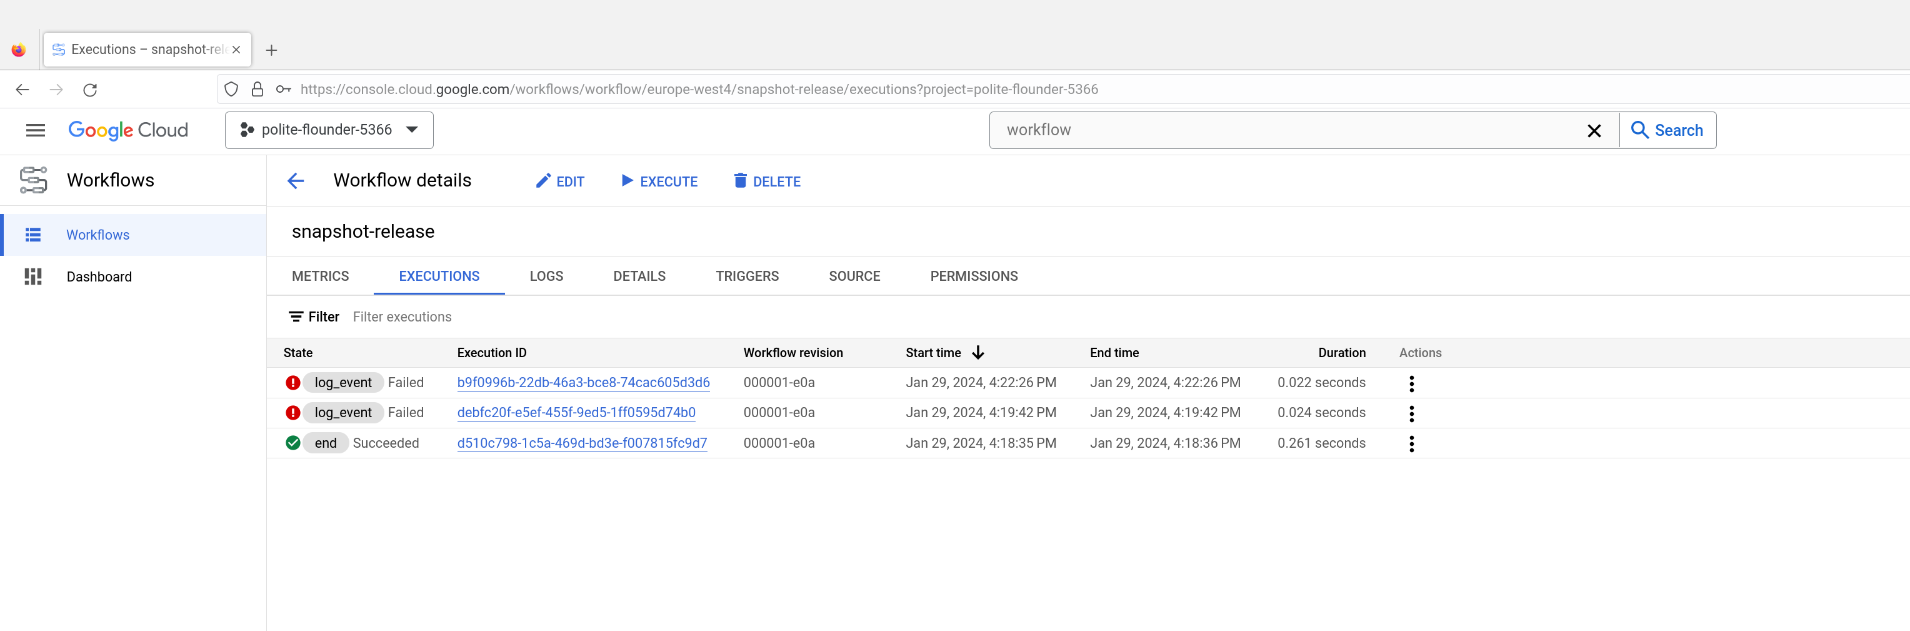 Executions – snapshot-rel
https://console.cloud.google.com/workflows/workflow/europe-west4/snapshot-release/executions?project=polite-flounder-5366
Google Cloud polite-flounder-5366 workflow Search
Workflows Workflow details EDIT EXECUTE DELETE
Workflows
Dashboard
snapshot-release
METRICS EXECUTIONS LOGS DETAILS TRIGGERS SOURCE PERMISSIONS
Filter Filter executions
State Execution ID Workflow revision Start time End time Duration Actions
log_event Failed b9f0996b-22db-46a3-bce8-74cac605d3d6 000001-e0a Jan 29, 2024, 4:22:26 PM Jan 29, 2024, 4:22:26 PM 0.022 seconds
log_event Failed debfc20f-e5ef-455f-9ed5-1ff0595d74b0 000001-e0a Jan 29, 2024, 4:19:42 PM Jan 29, 2024, 4:19:42 PM 0.024 seconds
end Succeeded d510c798-1c5a-469d-bd3e-f007815fc9d7 000001-e0a Jan 29, 2024, 4:18:35 PM Jan 29, 2024, 4:18:36 PM 0.261 seconds